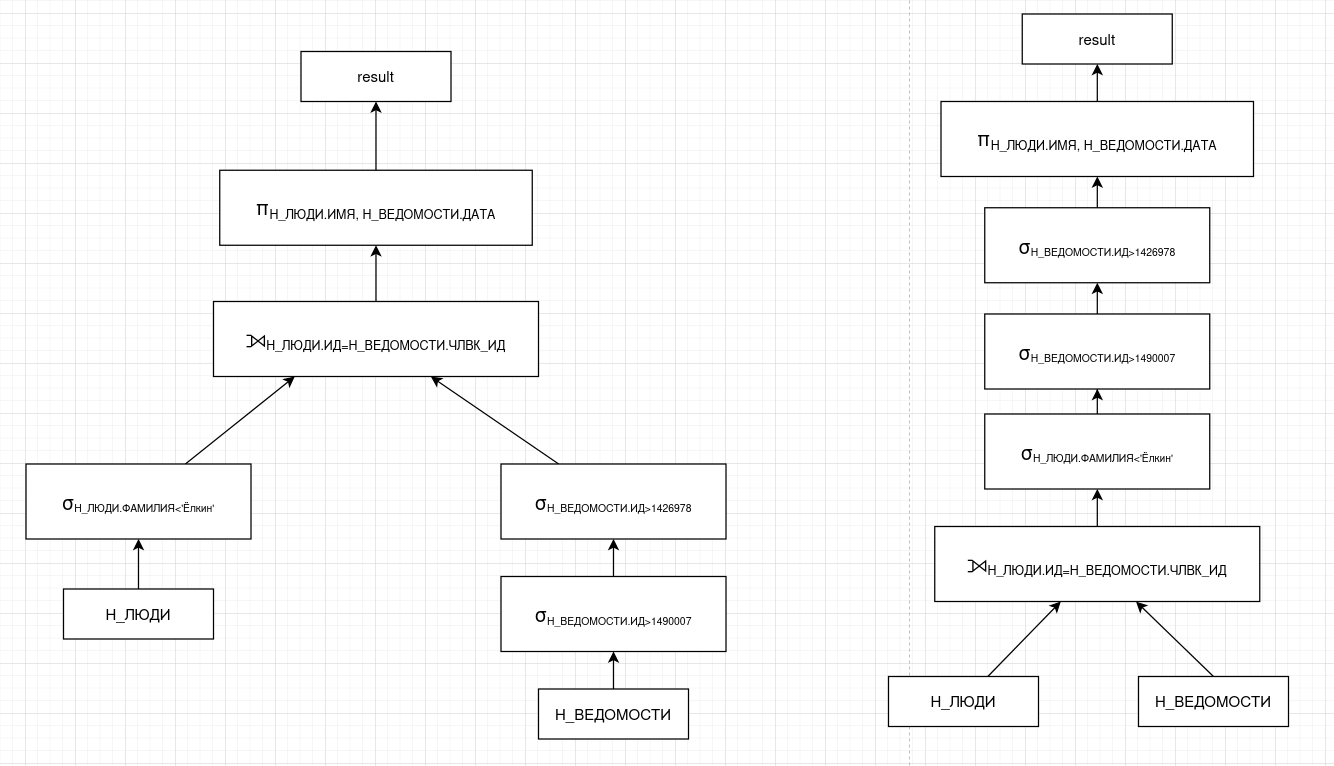 result
πН_ЛЮДИ.ИМЯ, Н_ВЕДОМОСТИ.ДАТА
⟕Н_ЛЮДИ.ИД=Н_ВЕДОМОСТИ.ЧЛВК_ИД
σН_ЛЮДИ.ФАМИЛИЯ<'Ёлкин'
Н_ЛЮДИ
σН_ВЕДОМОСТИ.ИД>1426978
σН_ВЕДОМОСТИ.ИД>1490007
Н_ВЕДОМОСТИ
result
πН_ЛЮДИ.ИМЯ, Н_ВЕДОМОСТИ.ДАТА
σН_ВЕДОМОСТИ.ИД>1426978
σН_ВЕДОМОСТИ.ИД>1490007
σН_ЛЮДИ.ФАМИЛИЯ<'Ёлкин'
⟕Н_ЛЮДИ.ИД=Н_ВЕДОМОСТИ.ЧЛВК_ИД
Н_ЛЮДИ
Н_ВЕДОМОСТИ